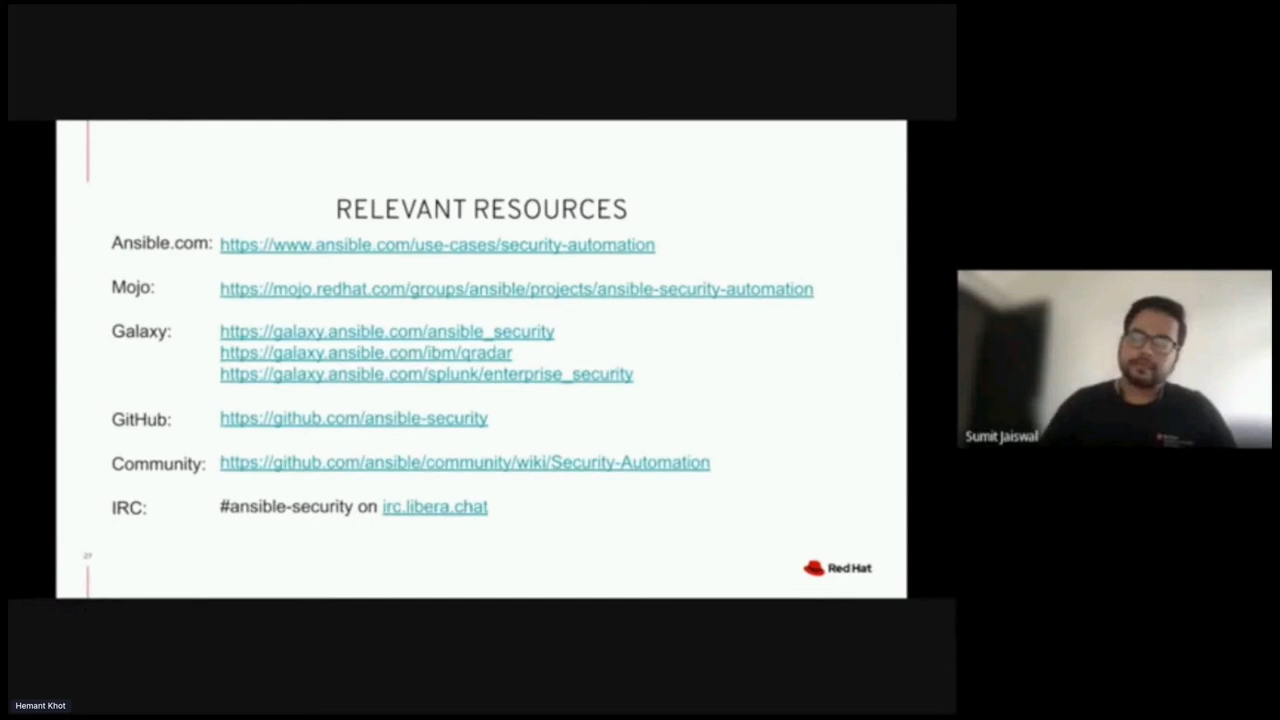 RELEVANT RESOURCES
Ansible.com: https://www.ansible.com/use-cases/security-automation
Mojo: https://mojo.redhat.com/groups/ansible/projects/ansible-security-automation
Galaxy: https://galaxy.ansible.com/ansible_security
https://galaxy.ansible.com/ibm/qradar
https://galaxy.ansible.com/splunk/enterprise_security
GitHub: https://github.com/ansible-security
Community: https://github.com/ansible/community/wiki/Security-Automation
IRC: #ansible-security on irc.libera.chat
27
Red Hat
Sumit Jaiswal
Hemant Khot